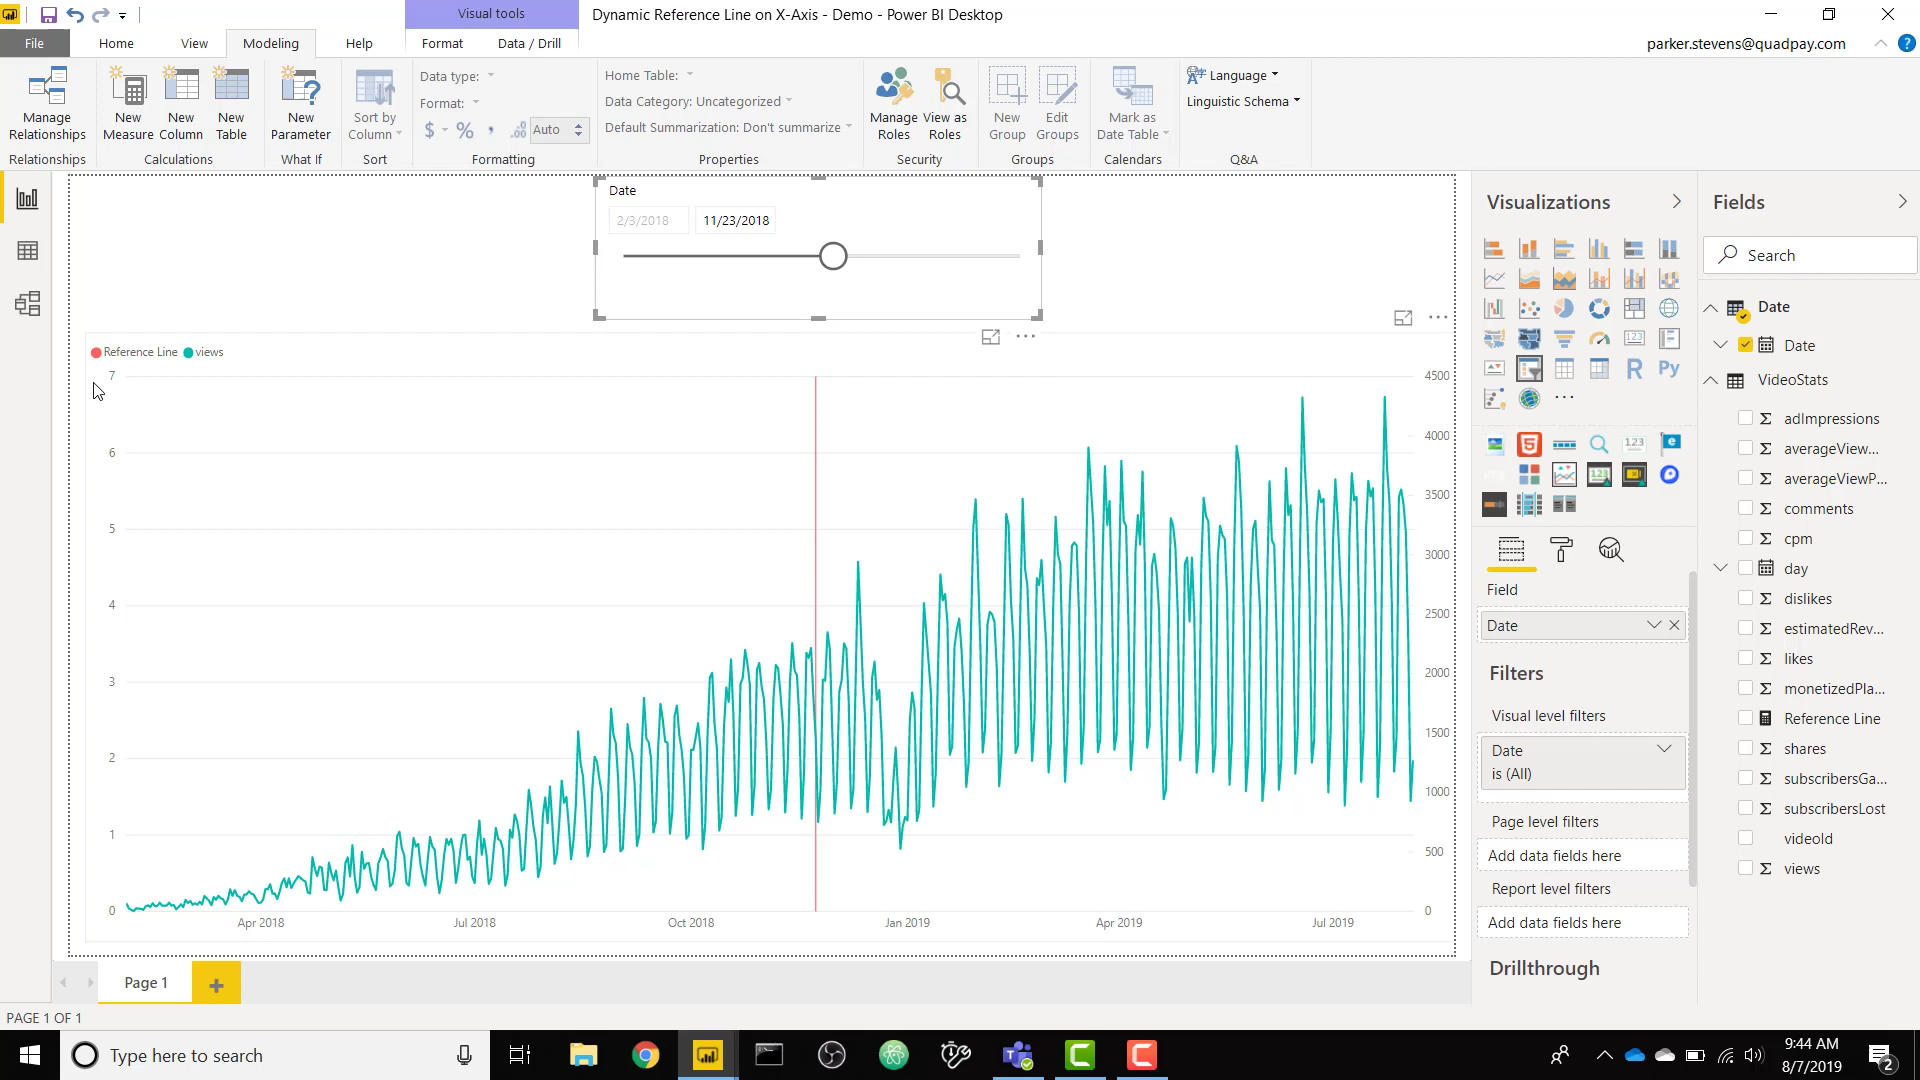 Visual tools
Dynamic Reference Line on X-Axis - Demo - Power BI Desktop
File
Home
View
Modeling
Help
Format
Data / Drill
parker.stevens@quadpay.com
?
Manage
Relationships
Relationships
New
Measure
New
Column
New
Table
Calculations
New
Parameter
What If
Sort by
Column
Sort
Data type:
Format:
$ % , .00 Auto
Formatting
Home Table:
Data Category: Uncategorized
Default Summarization: Don't summarize
Properties
Manage
Roles
View as
Roles
Security
New
Group
Edit
Groups
Groups
Mark as
Date Table
Calendars
Language
Linguistic Schema
Q&A
Date
2/3/2018
11/23/2018
Reference Line
views
7
6
5
4
3
2
1
0
4500
4000
3500
3000
2500
2000
1500
1000
500
0
Apr 2018
Jul 2018
Oct 2018
Jan 2019
Apr 2019
Jul 2019
Visualizations
123
R
Py
5
123
e
123
Field
Date
Filters
Visual level filters
Date
is (All)
Page level filters
Add data fields here
Report level filters
Add data fields here
Drillthrough
Fields
Search
Date
Date
VideoStats
Σ adImpressions
Σ averageView...
Σ averageViewP...
Σ comments
Σ cpm
day
Σ dislikes
Σ estimatedRev...
Σ likes
Σ monetizedPla...
Reference Line
Σ shares
Σ subscribersGa...
Σ subscribersLost
videoId
Σ views
Page 1
+
PAGE 1 OF 1
Type here to search
9:44 AM
8/7/2019
2